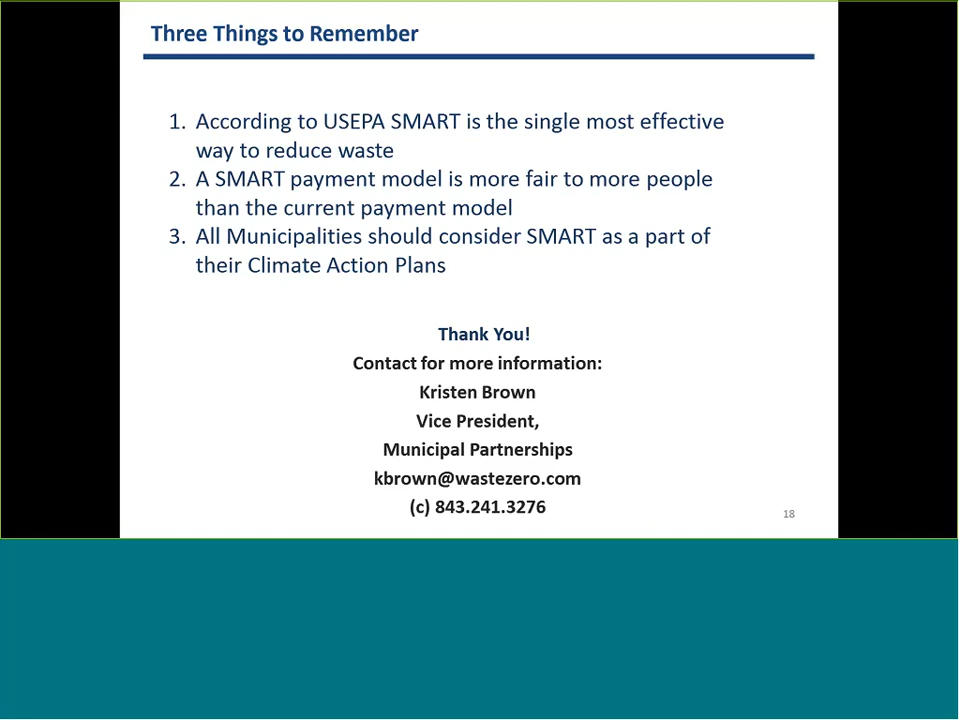 Three Things to Remember
1. According to USEPA SMART is the single most effective
way to reduce waste
2. A SMART payment model is more fair to more people
than the current payment model
3. All Municipalities should consider SMART as a part of
their Climate Action Plans
Thank You!
Contact for more information:
Kristen Brown
Vice President,
Municipal Partnerships
kbrown@wastezero.com
(c) 843.241.3276
18